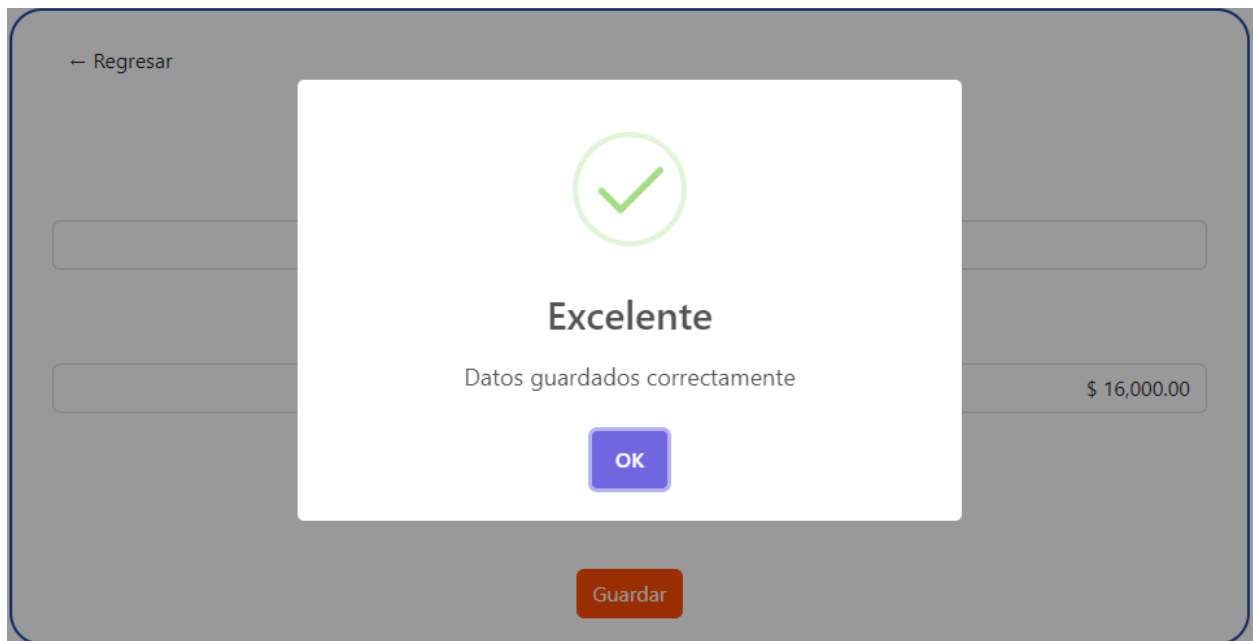 ← Regresar
Excelente
Datos guardados correctamente
$ 16,000.00
OK
Guardar